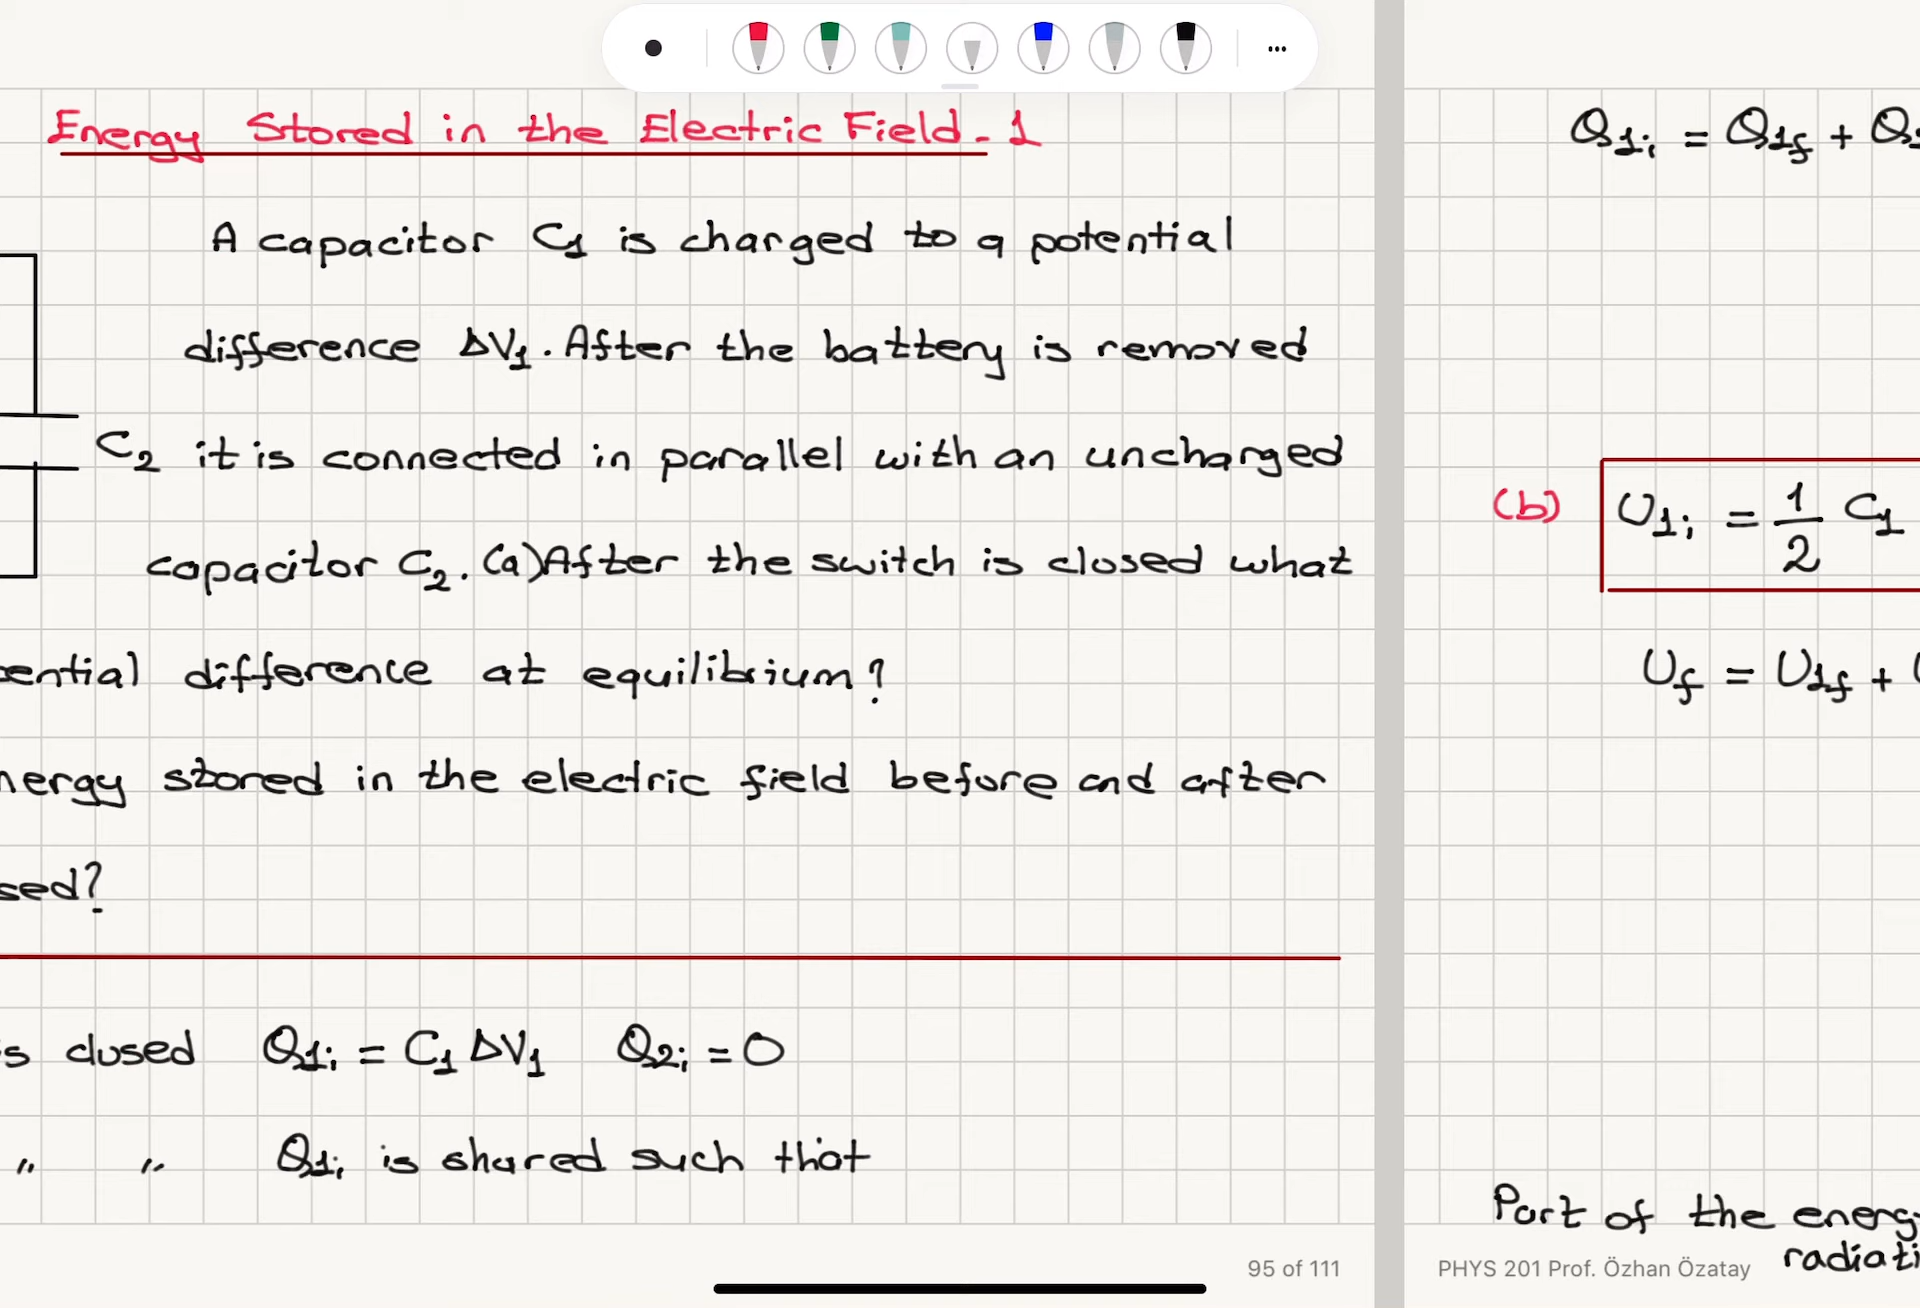 Energy Stored in the Electric Field - 1
A capacitor C₁ is charged to a potential
difference ΔV₁. After the battery is removed
C₂ it is connected in parallel with an uncharged
capacitor C₂. (a) After the switch is closed what
ential difference at equilibrium?
nergy stored in the electric field before and after
sed?
is closed Q₁ᵢ = C₁ ΔV₁ Q₂ᵢ = 0
" " Q₁ᵢ is shared such that
95 of 111
Q₁ᵢ = Q₁f + Q
(b) U₁ᵢ = 1/2 C₁
Uf = U₁f +
Part of the energ
radiati
PHYS 201 Prof. Özhan Özatay